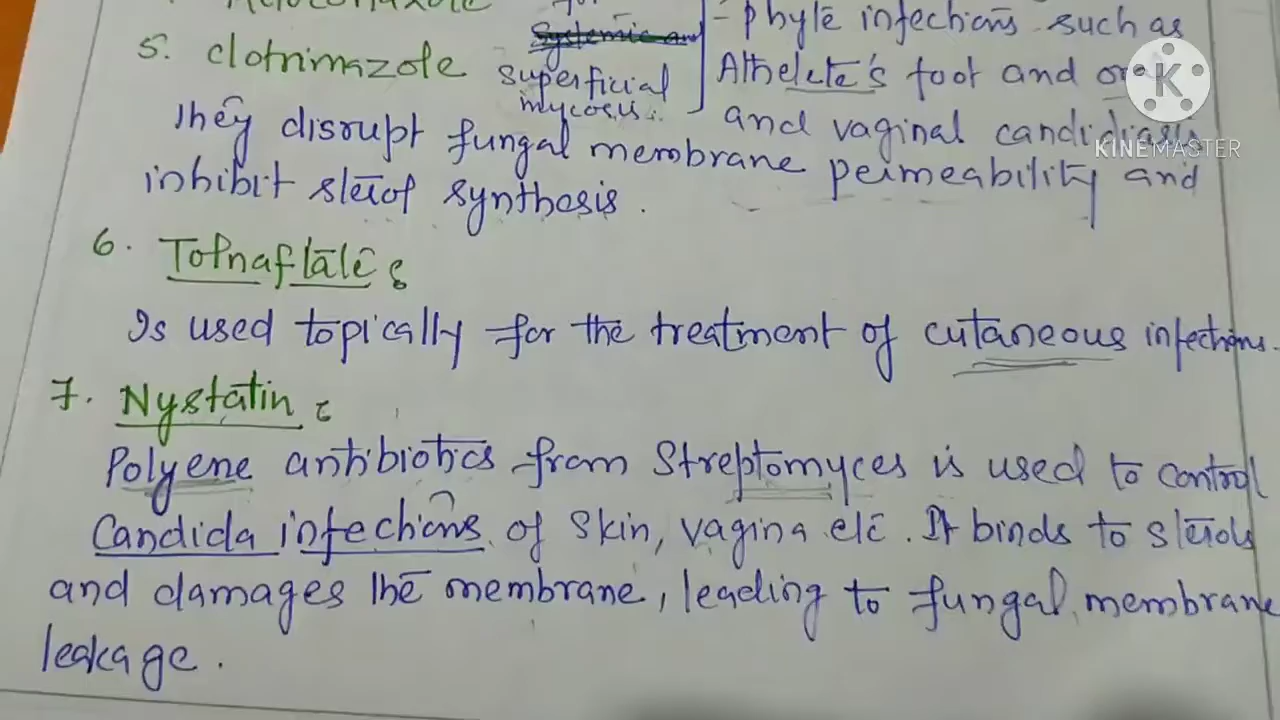 5. clotrimazole
superficial
mycosis.
- phyte infections such as
Athelete's foot and oral
and vaginal candidiasis
They disrupt fungal membrane permeability and
inhibit sterol synthesis.
6. Tolnaftate :
Is used topically for the treatment of cutaneous infections.
7. Nystatin :
Polyene antibiotics from Streptomyces is used to control
Candida infections of skin, vagina etc. It binds to sterols
and damages the membrane, leading to fungal membrane
leakage.
K
KINEMASTER